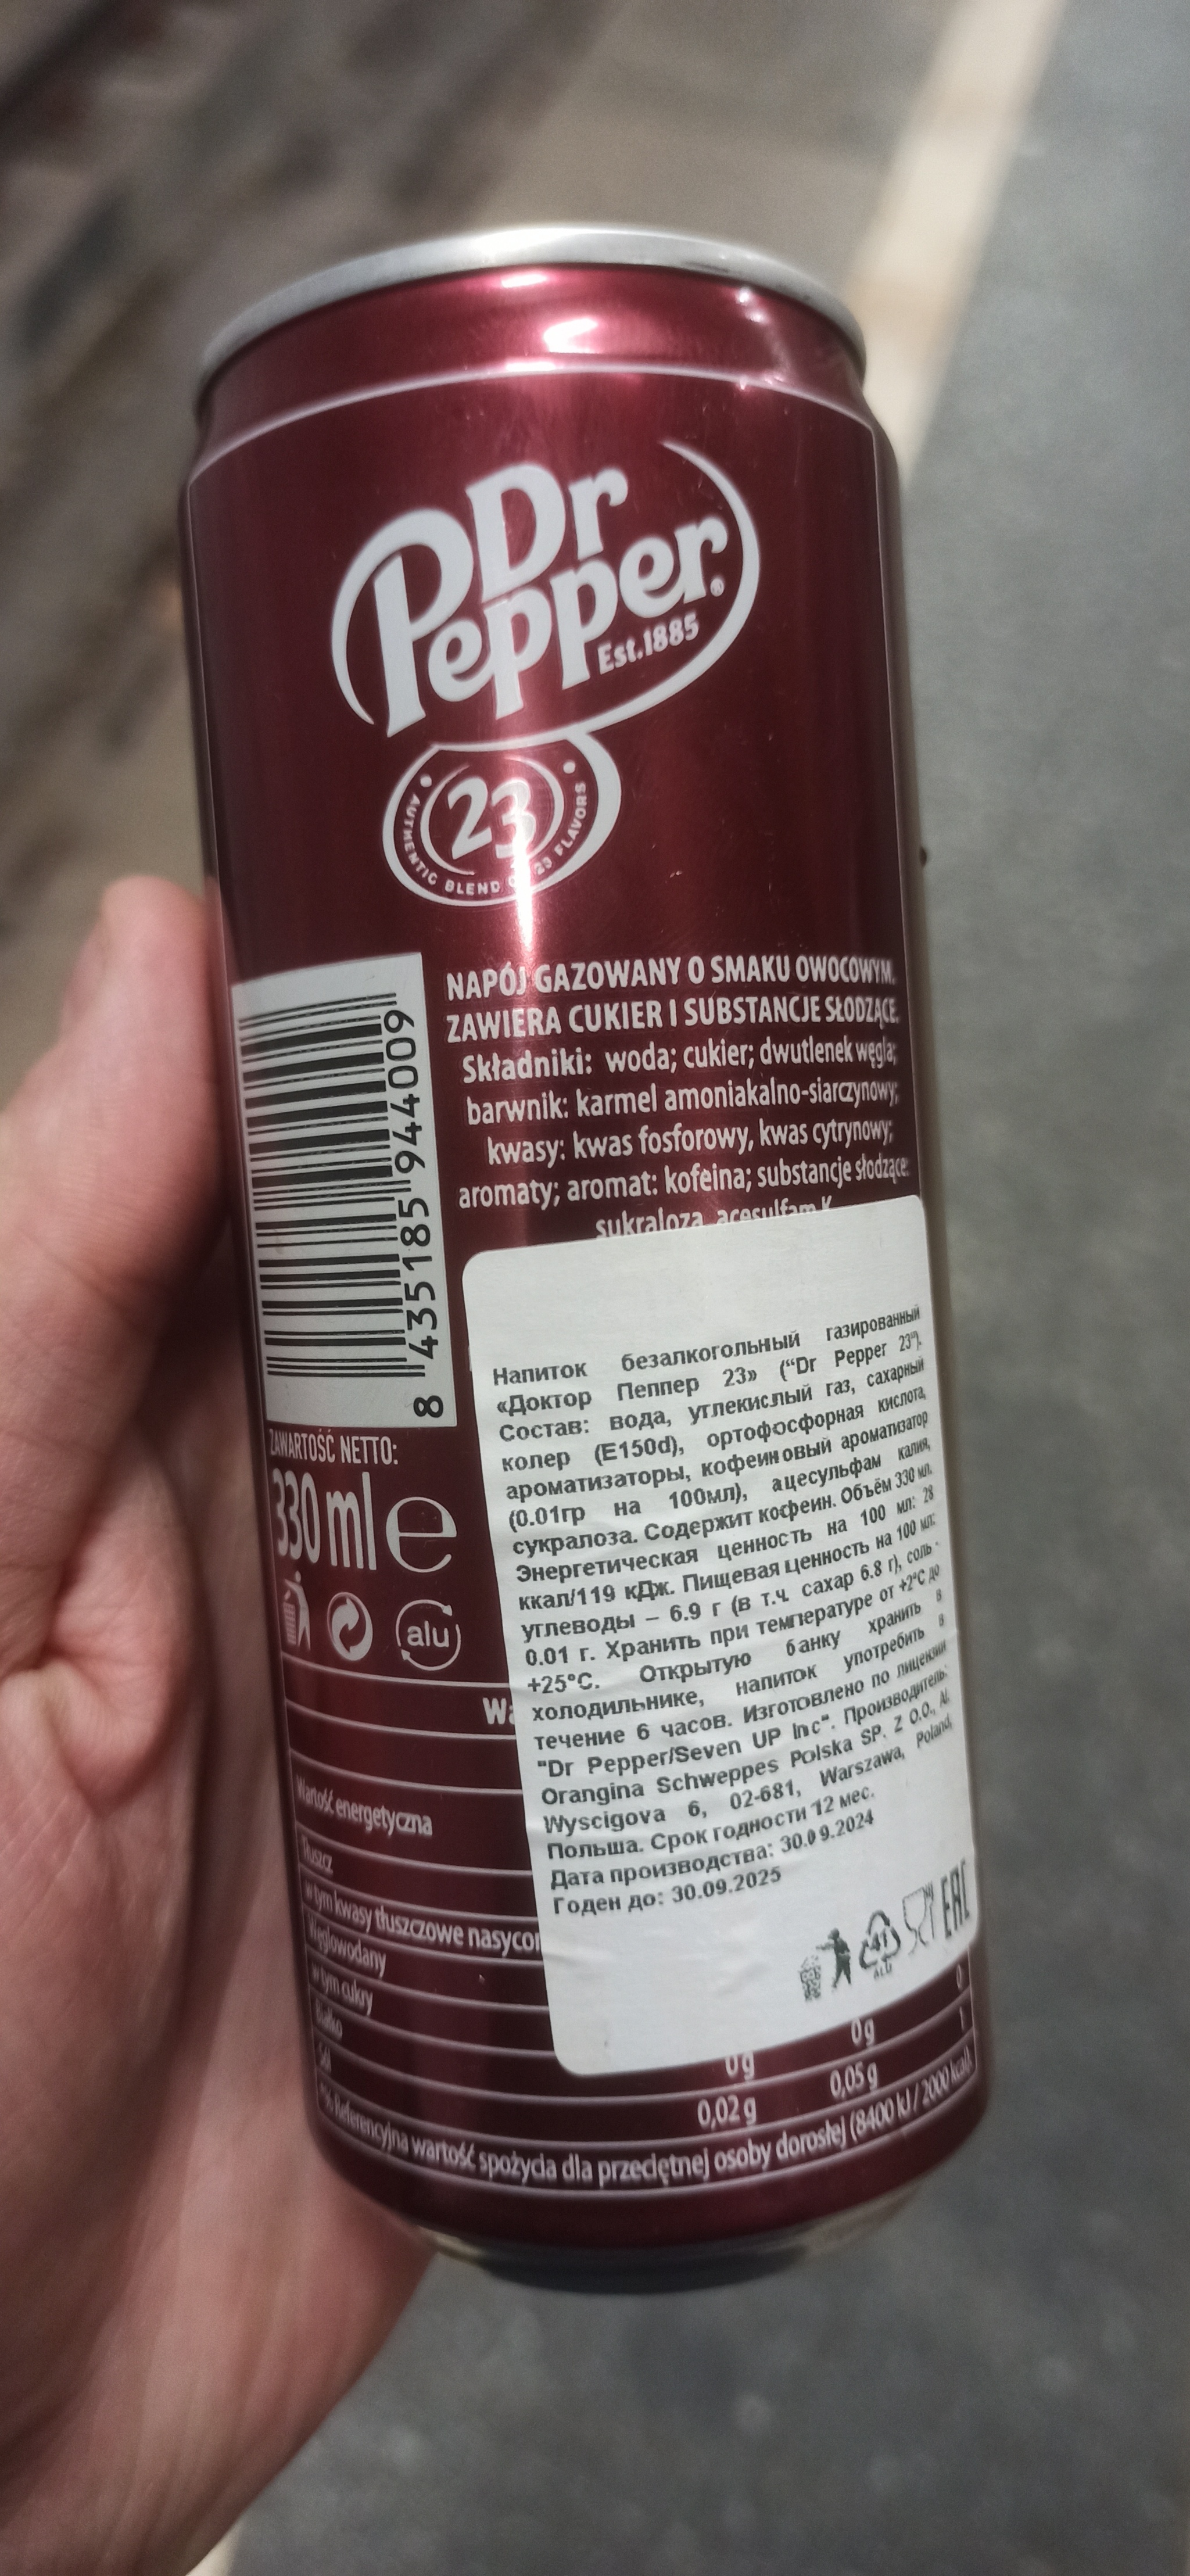 Dr
Pepper®
Est.1885
23
AUTHENTIC BLEND OF 23 FLAVORS
NAPÓJ GAZOWANY O SMAKU OWOCOWYM.
ZAWIERA CUKIER I SUBSTANCJE SŁODZĄCE.
Składniki: woda; cukier; dwutlenek węgla;
barwnik: karmel amoniakalno-siarczynowy;
kwasy: kwas fosforowy, kwas cytrynowy;
aromaty; aromat: kofeina; substancje słodzące:
sukraloza, acesulfam K
8 435185 944009
ZAWARTOŚĆ NETTO:
330 ml e
alu
Напиток безалкогольный газированный
«Доктор Пеппер 23» (“Dr Pepper 23”).
Состав: вода, углекислый газ, сахарный
колер (E150d), ортофосфорная кислота,
ароматизаторы, кофеиновый ароматизатор
(0.01гр на 100мл), ацесульфам калия,
сукралоза. Содержит кофеин. Объём 330 мл.
Энергетическая ценность на 100 мл: 28
ккал/119 кДж. Пищевая ценность на 100 мл:
углеводы – 6.9 г (в т.ч. сахар 6.8 г), соль -
0.01 г. Хранить при температуре от +2°C до
+25°C. Открытую банку хранить в
холодильнике, напиток употребить в
течение 6 часов. Изготовлено по лицензии
"Dr Pepper/Seven UP Inc". Производитель:
Orangina Schweppes Polska SP. Z O.O., Al.
Wyscigova 6, 02-681, Warszawa, Poland,
Польша. Срок годности 12 мес.
Дата производства: 30.09.2024
Годен до: 30.09.2025
41
ALU
EAC
Wartość energetyczna
Tłuszcz
w tym kwasy tłuszczowe nasycon
Węglowodany
w tym cukry
Białko 0g 0g
Sól 0,02 g 0,05 g
*% Referencyjna wartość spożycia dla przeciętnej osoby dorosłej (8400 kJ / 2000 kcal).